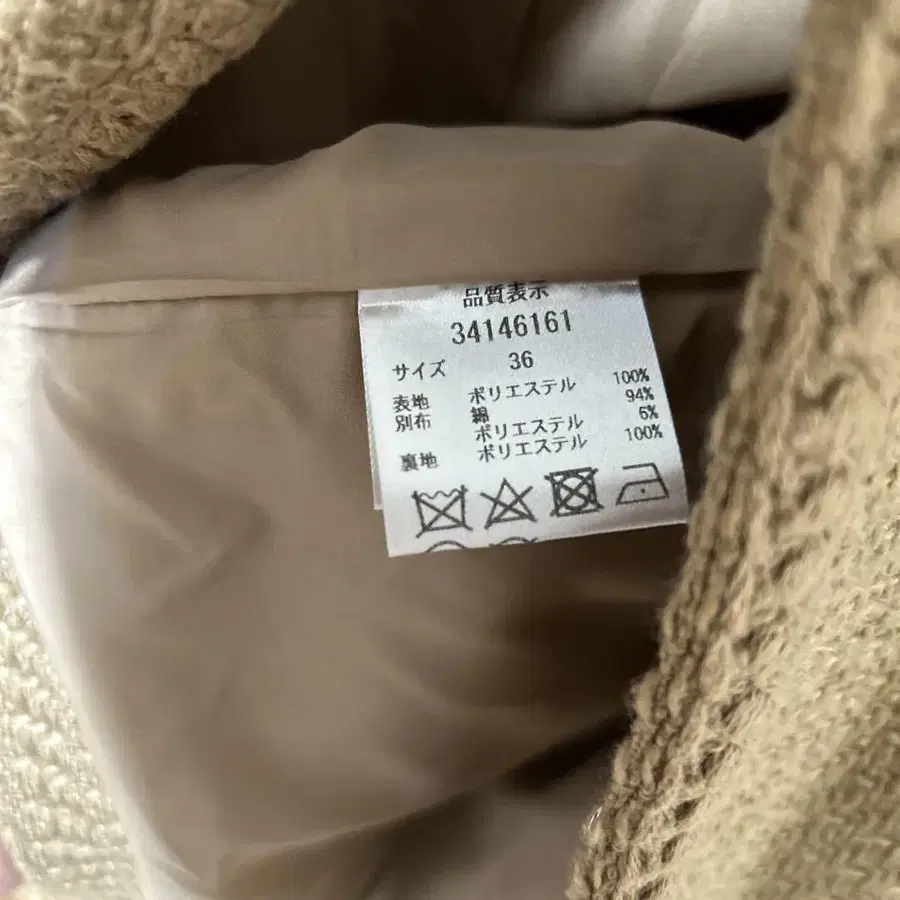 品質表示
34146161
サイズ 36
表地 ポリエステル 100%
別布 綿 94%
ポリエステル 6%
裏地 ポリエステル 100%